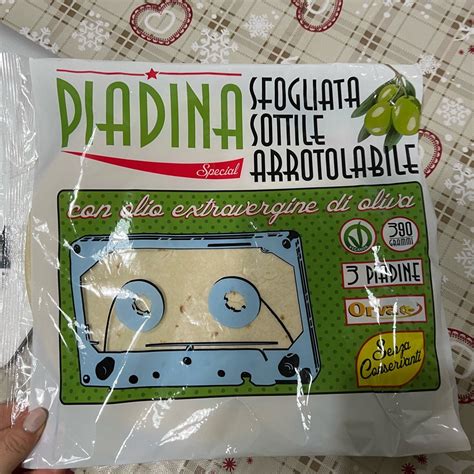 PIADINA
Special
SFOGLIATA
SOTTILE
ARROTOLABILE
con olio extravergine di oliva
390
GRAMMI
3 PIADINE
Orva
Senza
Conservanti